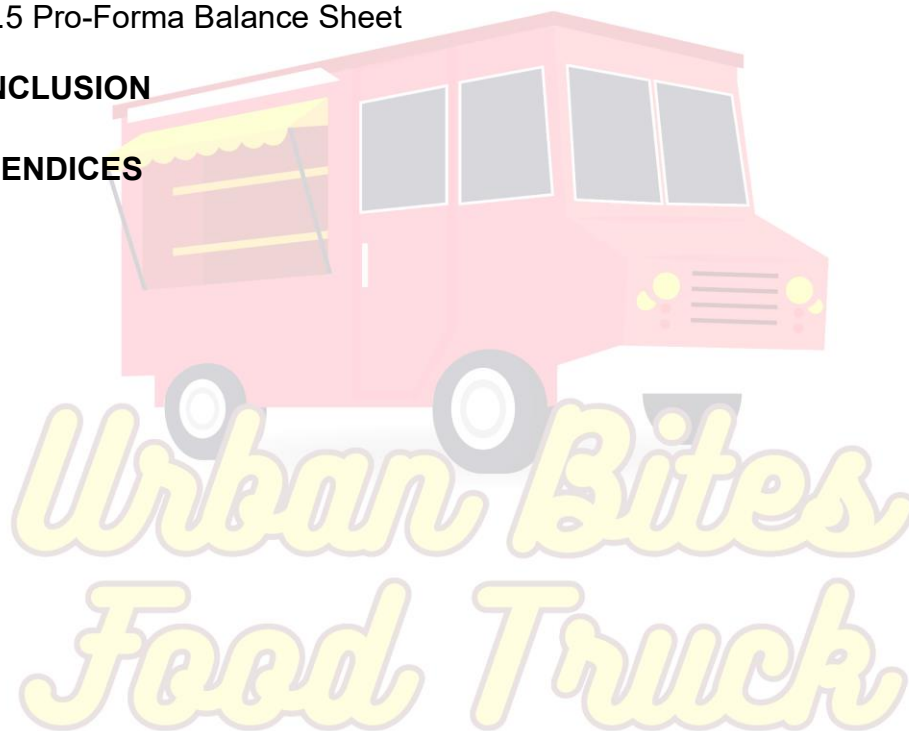 .5 Pro-Forma Balance Sheet
NCLUSION
ENDICES
Urban Bites
Food Truck